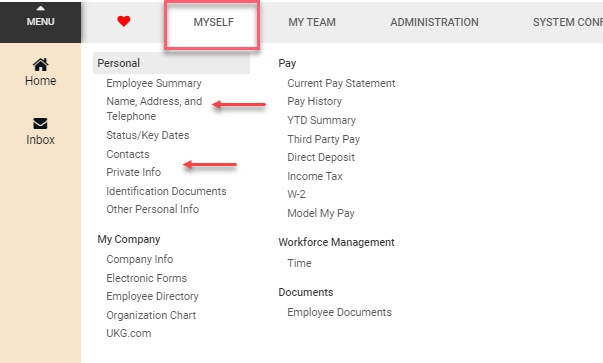 MENU
MYSELF
MY TEAM
ADMINISTRATION
SYSTEM CONF
Home
Inbox
Personal
Employee Summary
Name, Address, and
Telephone
Status/Key Dates
Contacts
Private Info
Identification Documents
Other Personal Info
My Company
Company Info
Electronic Forms
Employee Directory
Organization Chart
UKG.com
Pay
Current Pay Statement
Pay History
YTD Summary
Third Party Pay
Direct Deposit
Income Tax
W-2
Model My Pay
Workforce Management
Time
Documents
Employee Documents